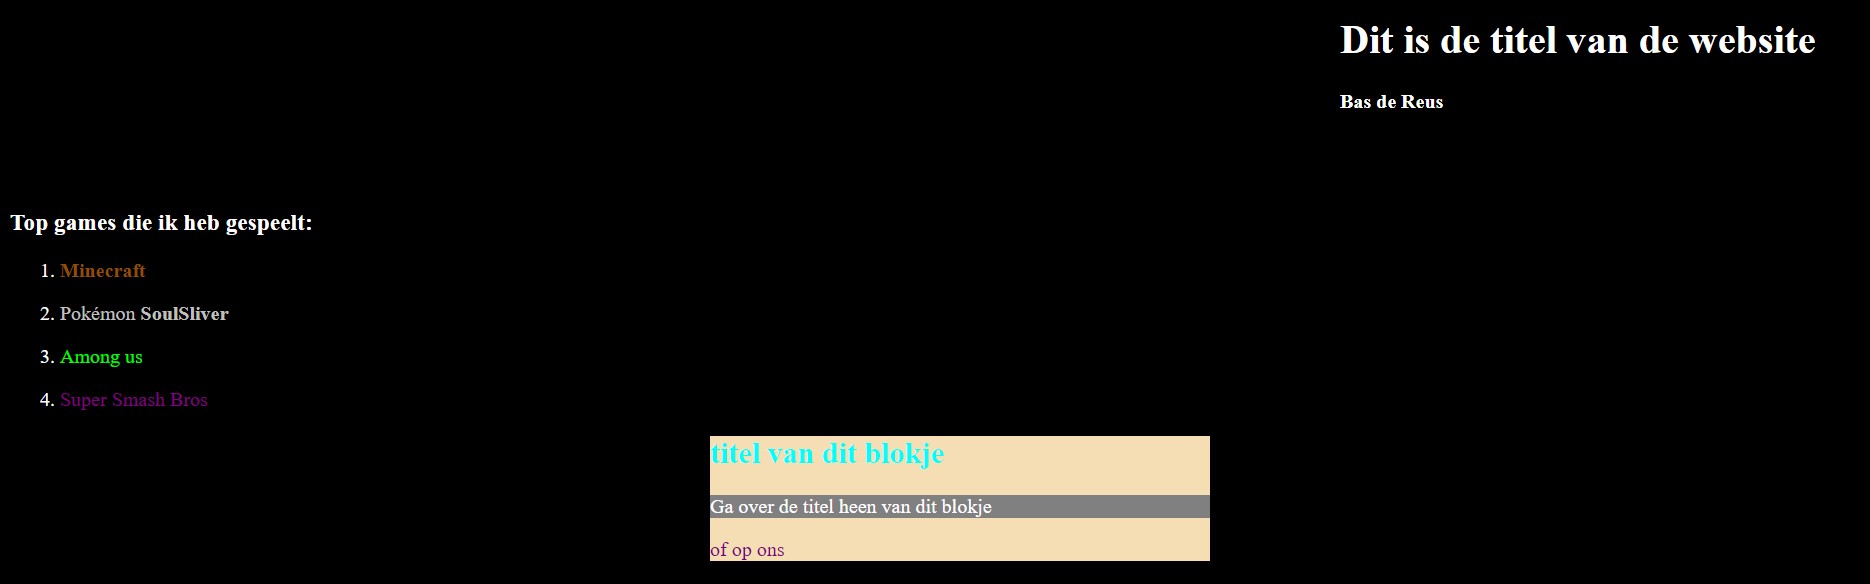 Dit is de titel van de website
Bas de Reus
Top games die ik heb gespeelt:
1. Minecraft
2. Pokémon SoulSliver
3. Among us
4. Super Smash Bros
titel van dit blokje
Ga over de titel heen van dit blokje
of op ons